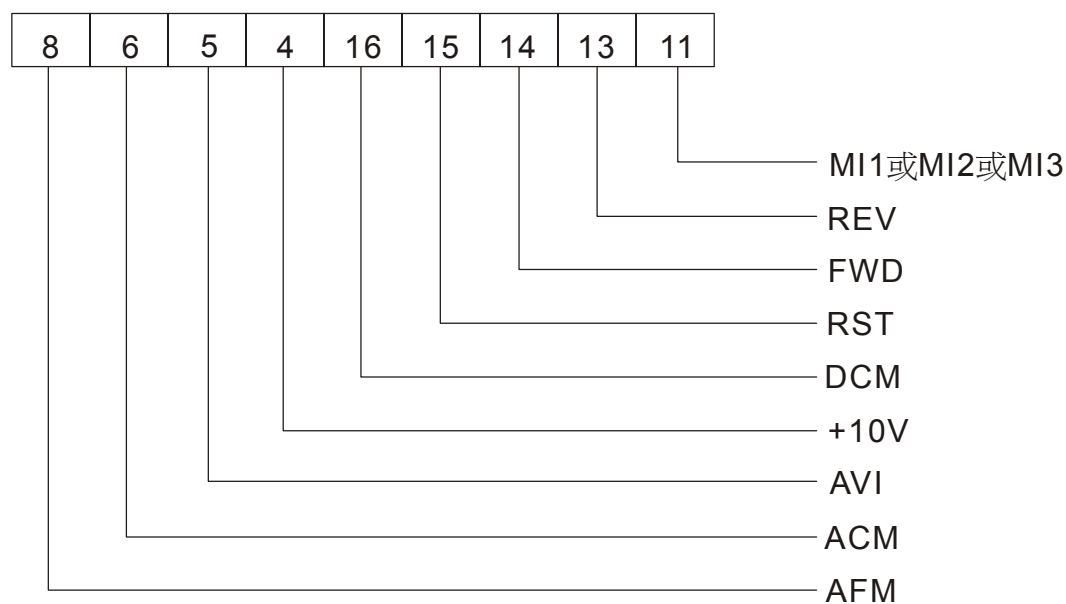 8 6 5 4 16 15 14 13 11
MI1或MI2或MI3
REV
FWD
RST
DCM
+10V
AVI
ACM
AFM